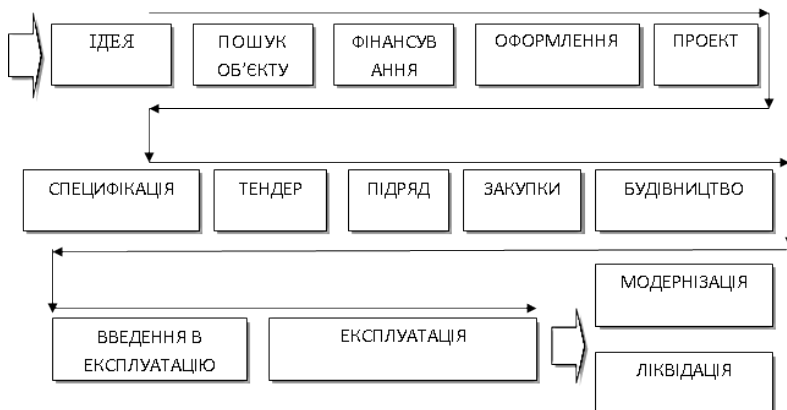 ІДЕЯ
ПОШУК
ОБ’ЄКТУ
ФІНАНСУВ
АННЯ
ОФОРМЛЕННЯ
ПРОЕКТ
СПЕЦИФІКАЦІЯ
ТЕНДЕР
ПІДРЯД
ЗАКУПКИ
БУДІВНИЦТВО
ВВЕДЕННЯ В
ЕКСПЛУАТАЦІЮ
ЕКСПЛУАТАЦІЯ
МОДЕРНІЗАЦІЯ
ЛІКВІДАЦІЯ